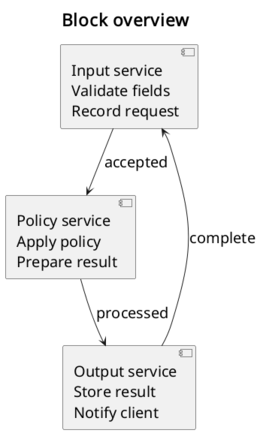 Block overview
Input service
Validate fields
Record request
accepted
Policy service
Apply policy
Prepare result
complete
processed
Output service
Store result
Notify client